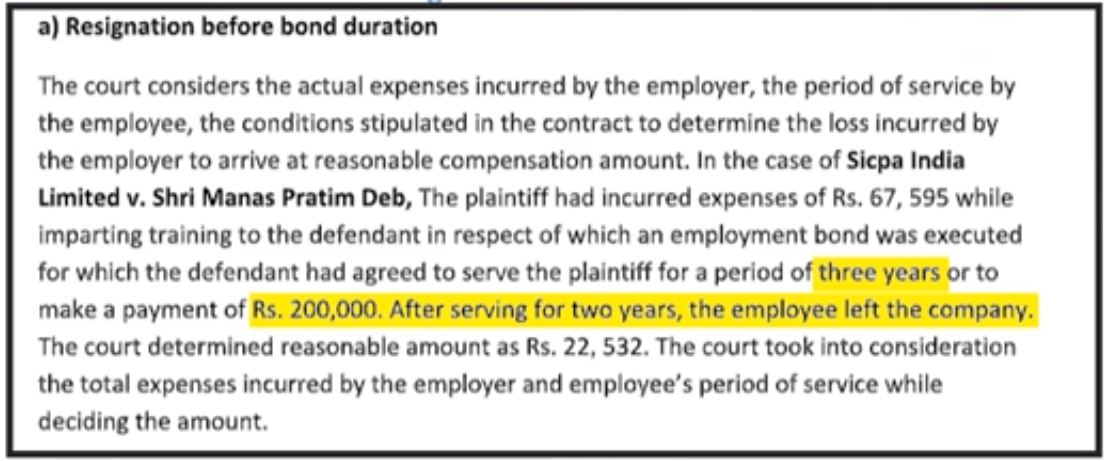 a) Resignation before bond duration
The court considers the actual expenses incurred by the employer, the period of service by
the employee, the conditions stipulated in the contract to determine the loss incurred by
the employer to arrive at reasonable compensation amount. In the case of Sicpa India
Limited v. Shri Manas Pratim Deb, The plaintiff had incurred expenses of Rs. 67, 595 while
imparting training to the defendant in respect of which an employment bond was executed
for which the defendant had agreed to serve the plaintiff for a period of three years or to
make a payment of Rs. 200,000. After serving for two years, the employee left the company.
The court determined reasonable amount as Rs. 22, 532. The court took into consideration
the total expenses incurred by the employer and employee's period of service while
deciding the amount.